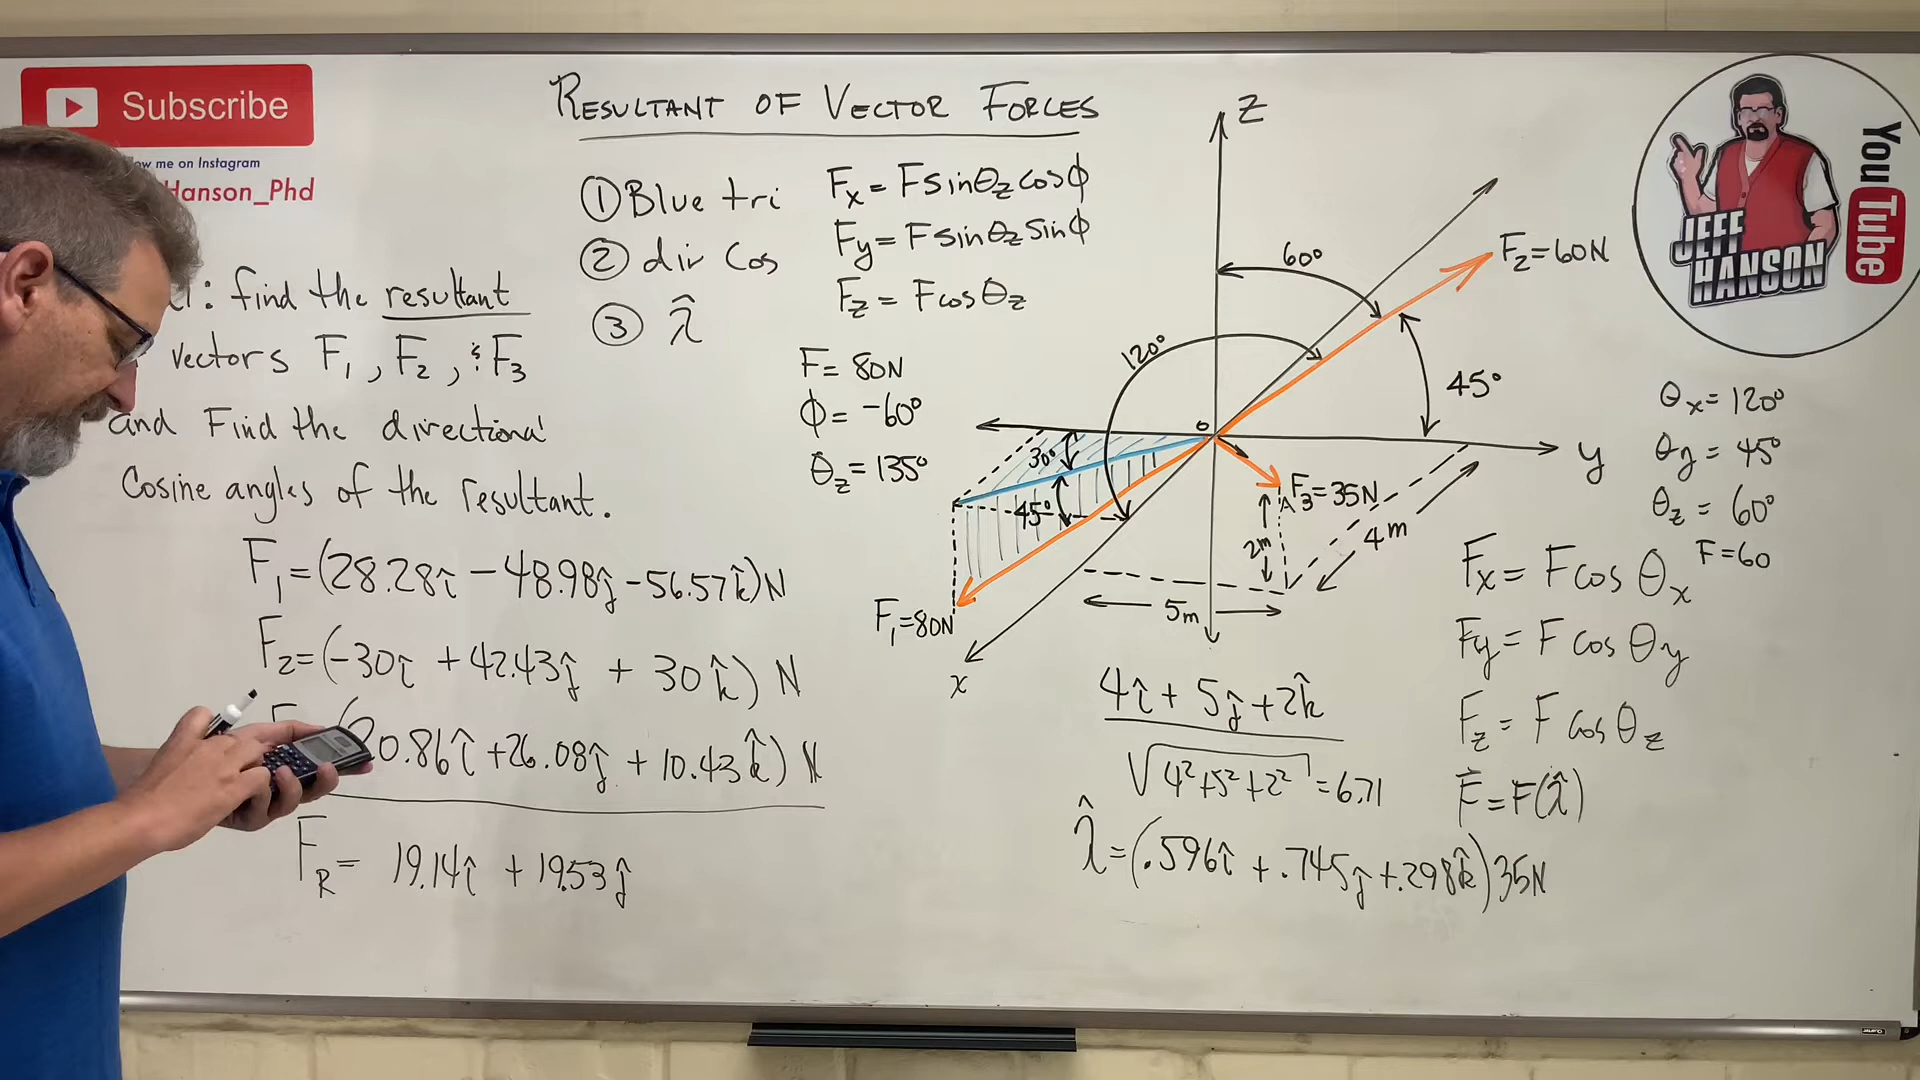 Subscribe
ow me on Instagram
Hanson_Phd
RESULTANT OF VECTOR FORCES
① Blue tri
② dir Cos
③ λ̂
Fx = Fsinθz cosϕ
Fy = Fsinθz sinϕ
Fz = Fcosθz
: find the resultant
vectors F1, F2, & F3
and Find the directional
Cosine angles of the resultant.
F = 80N
ϕ = -60°
θz = 135°
F1 = (28.28î - 48.98ĵ - 56.57k̂)N
F2 = (-30î + 42.43ĵ + 30k̂) N
(20.86î + 26.08ĵ + 10.43k̂) N
FR = 19.14î + 19.53ĵ
z
60°
F2=60N
120°
45°
y
o
30°
45°
A
F3=35N
2m
4m
5m
F1=80N
x
4î + 5ĵ + 2k̂
√4²+5²+2² = 6.71
λ̂ = (.596î + .745ĵ + .298k̂)35N
θx = 120°
θy = 45°
θz = 60°
F = 60
Fx = Fcos θx
Fy = F cos θy
Fz = F cos θz
F⃗ = F(λ̂)
JEFF
HANSON
YouTube